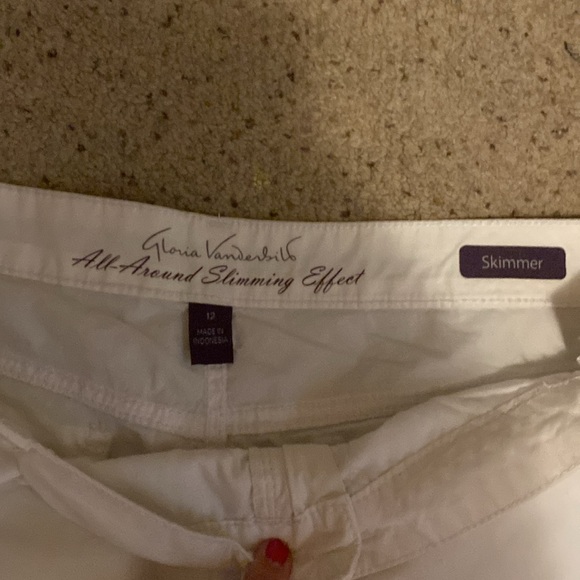 Gloria Vanderbilt
All-Around Slimming Effect
Skimmer
12
MADE IN
INDONESIA